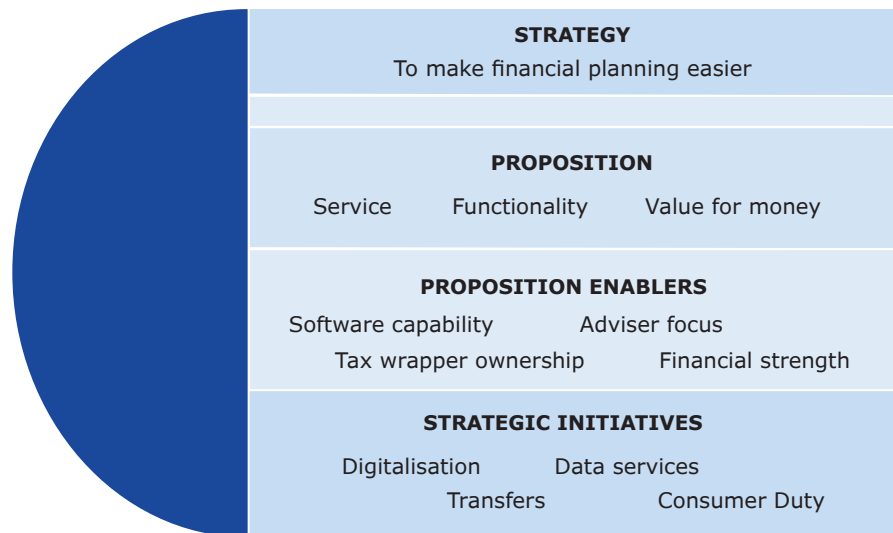 STRATEGY
To make financial planning easier
PROPOSITION
Service Functionality Value for money
PROPOSITION ENABLERS
Software capability Adviser focus
Tax wrapper ownership Financial strength
STRATEGIC INITIATIVES
Digitalisation Data services
Transfers Consumer Duty